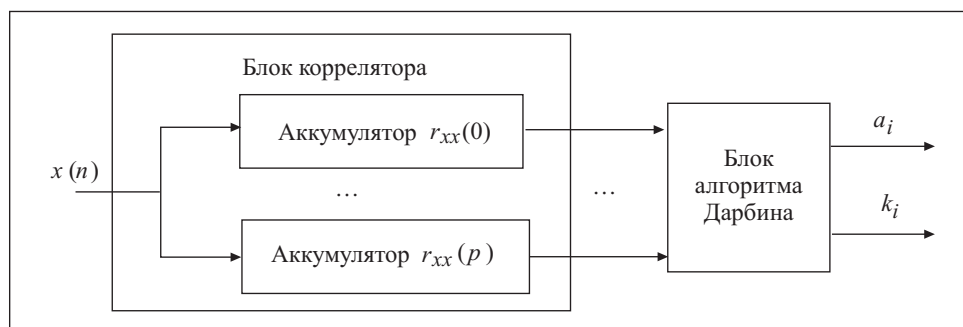 Блок коррелятора
Аккумулятор r_xx(0)
x(n)
...
...
Аккумулятор r_xx(p)
Блок
алгоритма
Дарбина
a_i
k_i